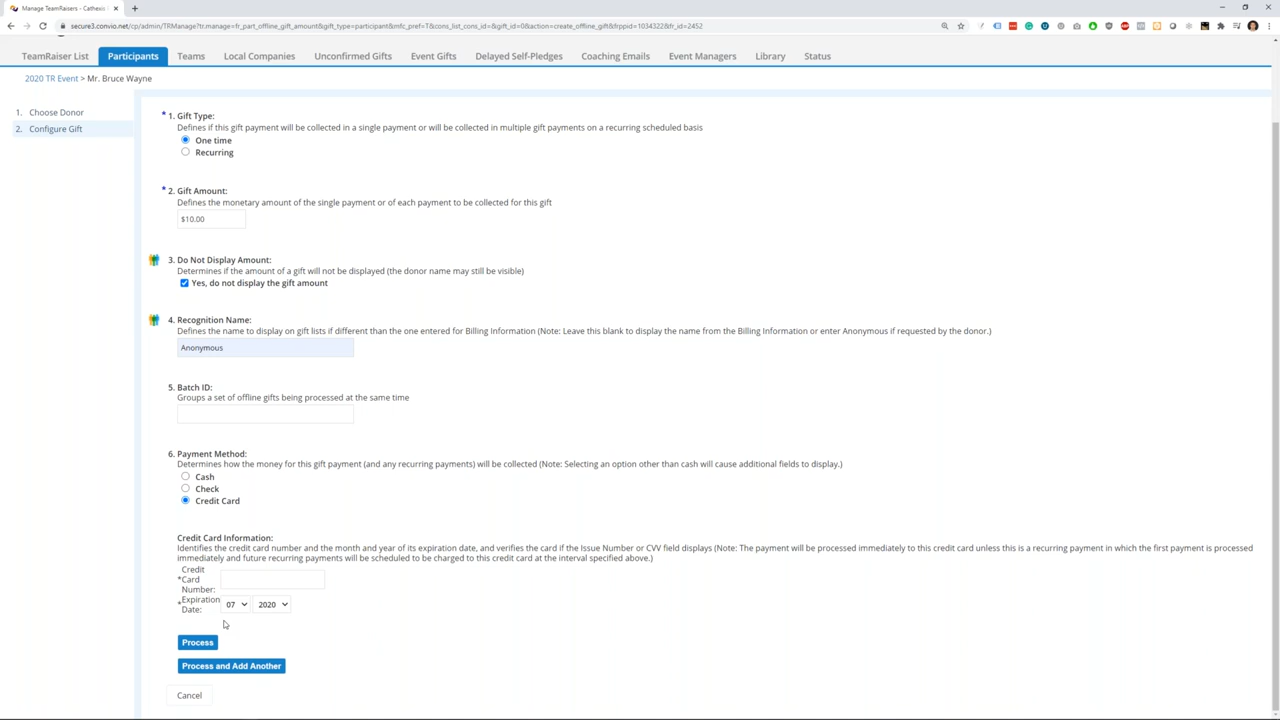 Manage TeamRaisers - Cathexis P
secure3.convio.net/cp/admin/TRManage?tr.manage=fr_part_offline_gift_amount&gift_type=participant&mfc_pref=T&cons_list_cons_id=&gift_id=0&action=create_offline_gift&frppid=1034322&fr_id=2452
TeamRaiser List Participants Teams Local Companies Unconfirmed Gifts Event Gifts Delayed Self-Pledges Coaching Emails Event Managers Library Status
2020 TR Event > Mr. Bruce Wayne
1. Choose Donor
2. Configure Gift
* 1. Gift Type:
Defines if this gift payment will be collected in a single payment or will be collected in multiple gift payments on a recurring scheduled basis
One time
Recurring
* 2. Gift Amount:
Defines the monetary amount of the single payment or of each payment to be collected for this gift
$10.00
3. Do Not Display Amount:
Determines if the amount of a gift will not be displayed (the donor name may still be visible)
Yes, do not display the gift amount
4. Recognition Name:
Defines the name to display on gift lists if different than the one entered for Billing Information (Note: Leave this blank to display the name from the Billing Information or enter Anonymous if requested by the donor.)
Anonymous
5. Batch ID:
Groups a set of offline gifts being processed at the same time
6. Payment Method:
Determines how the money for this gift payment (and any recurring payments) will be collected (Note: Selecting an option other than cash will cause additional fields to display.)
Cash
Check
Credit Card
Credit Card Information:
Identifies the credit card number and the month and year of its expiration date, and verifies the card if the Issue Number or CVV field displays (Note: The payment will be processed immediately to this credit card unless this is a recurring payment in which the first payment is processed
immediately and future recurring payments will be scheduled to be charged to this credit card at the interval specified above.)
Credit
*Card
Number:
*Expiration
Date:
07 2020
Process
Process and Add Another
Cancel